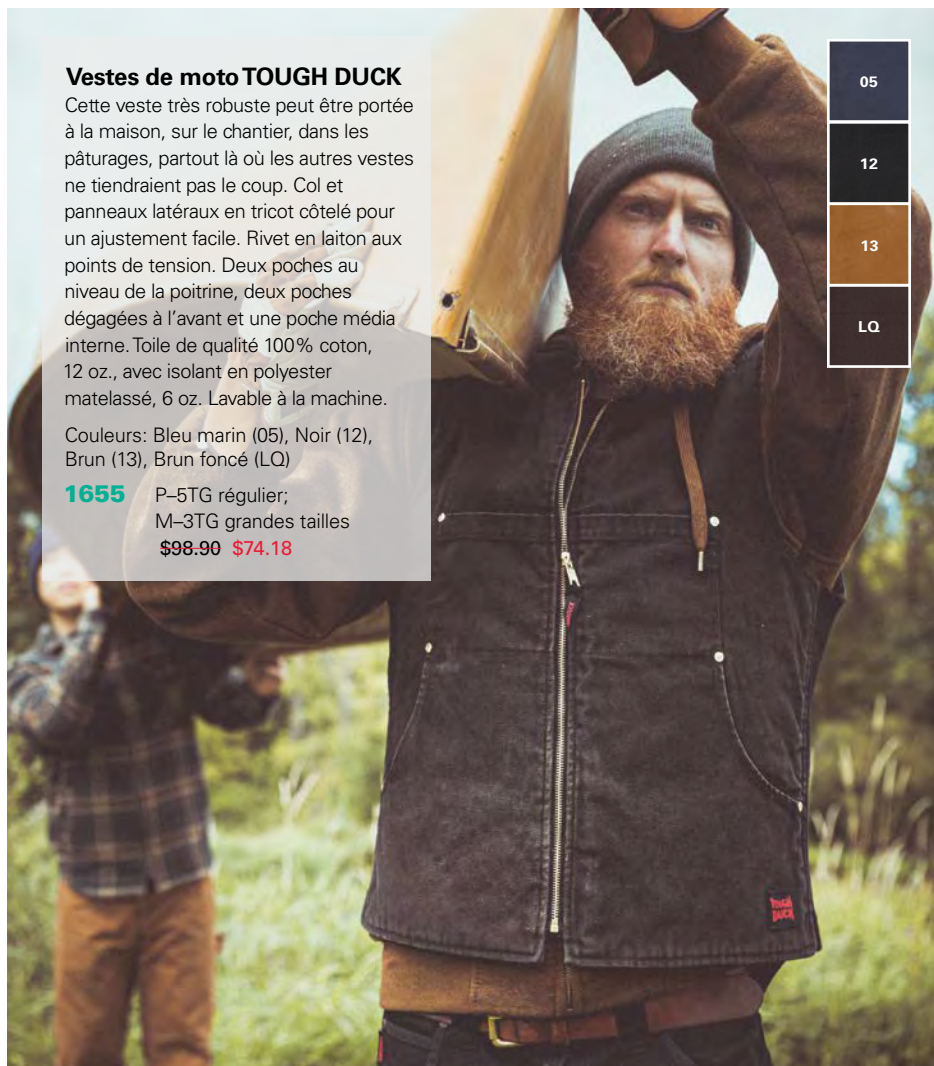 Vestes de moto TOUGH DUCK
Cette veste très robuste peut être portée
à la maison, sur le chantier, dans les
pâturages, partout là où les autres vestes
ne tiendraient pas le coup. Col et
panneaux latéraux en tricot côtelé pour
un ajustement facile. Rivet en laiton aux
points de tension. Deux poches au
niveau de la poitrine, deux poches
dégagées à l’avant et une poche média
interne. Toile de qualité 100% coton,
12 oz., avec isolant en polyester
matelassé, 6 oz. Lavable à la machine.
Couleurs: Bleu marin (05), Noir (12),
Brun (13), Brun foncé (LQ)
1655 P–5TG régulier;
M–3TG grandes tailles
$98.90 $74.18
05
12
13
LQ
TOUGH
DUCK